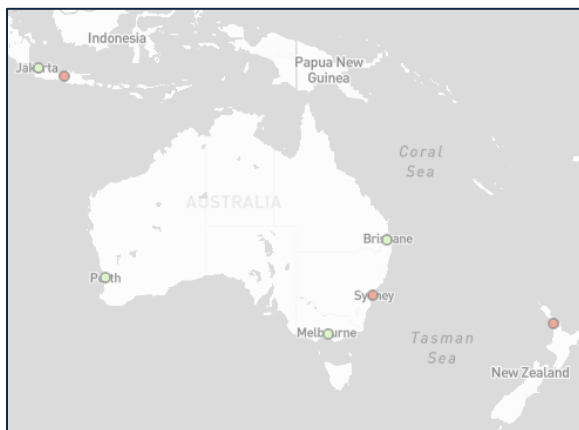 Indonesia
Papua New
Guinea
Jakarta
Coral
Sea
AUSTRALIA
Brisbane
Perth
Sydney
Melbourne
Tasman
Sea
New Zealand